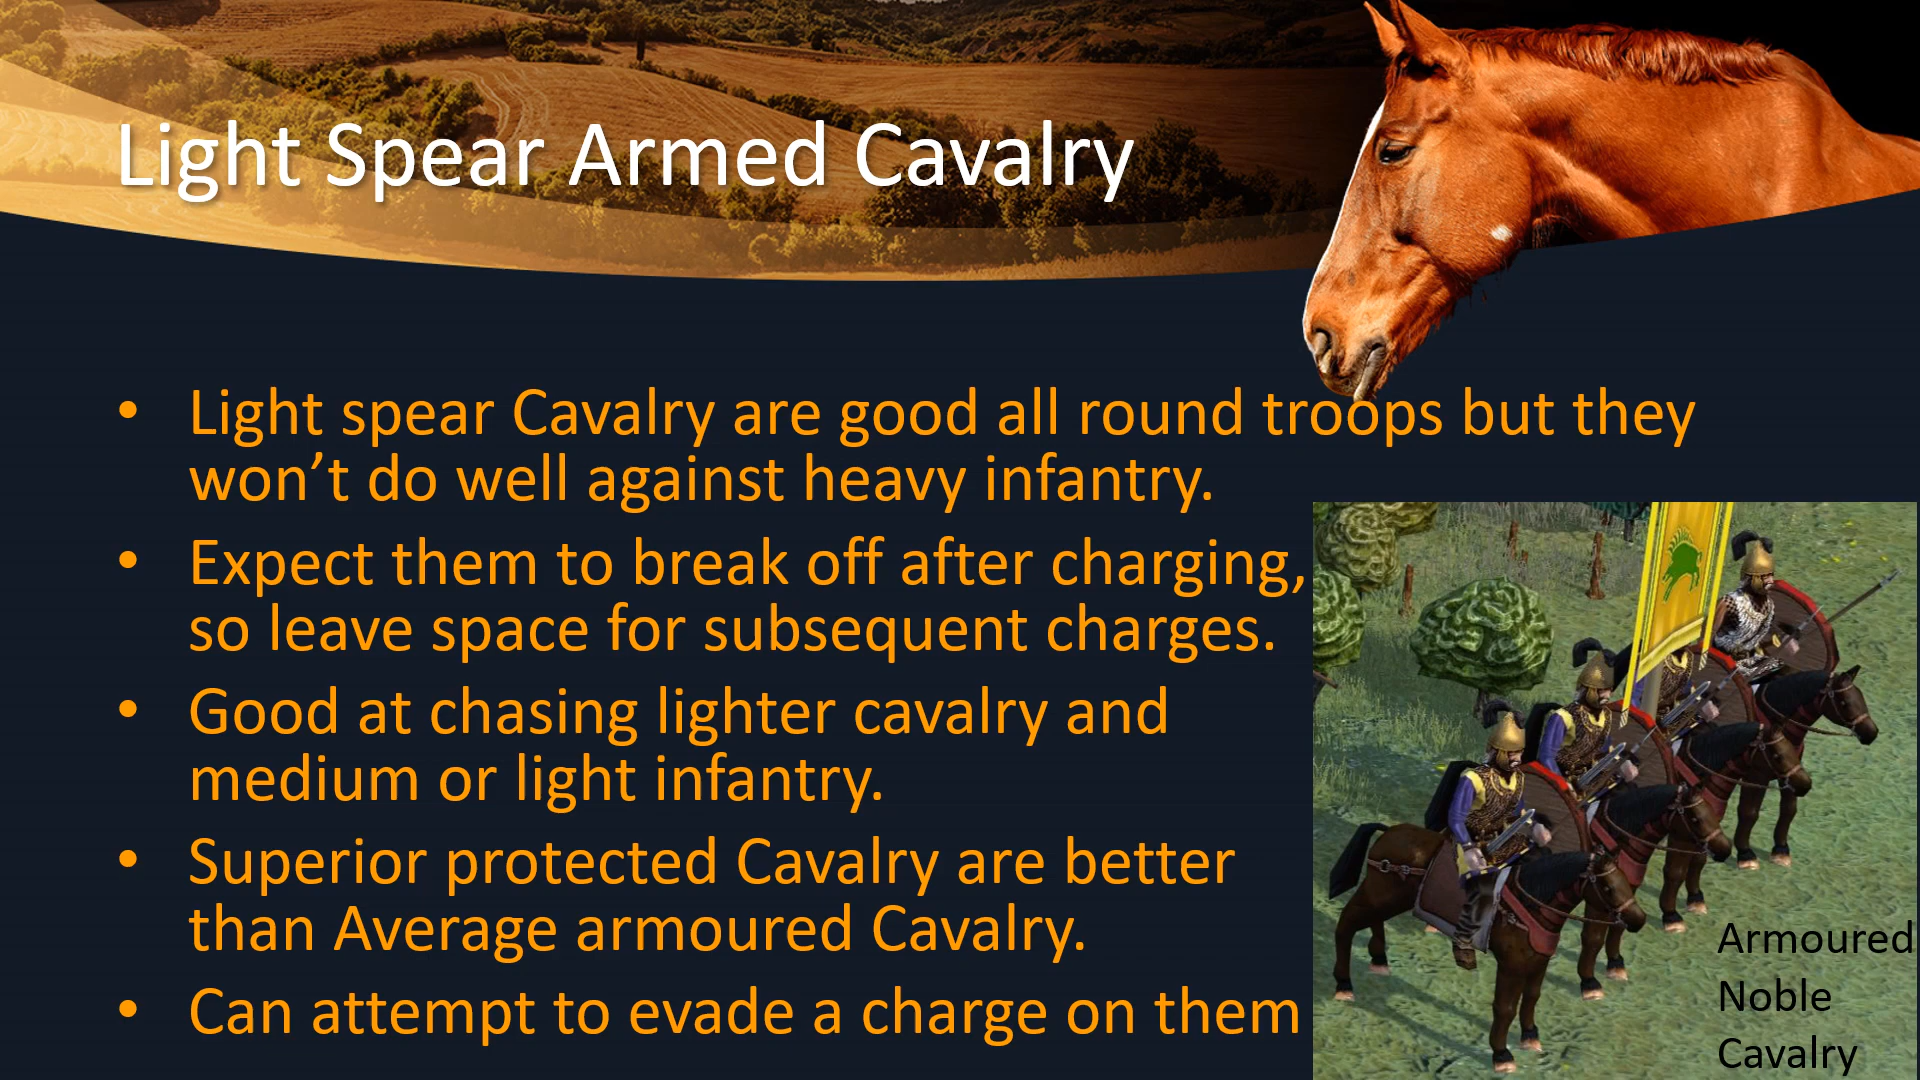 Light Spear Armed Cavalry
• Light spear Cavalry are good all round troops but they
won’t do well against heavy infantry.
• Expect them to break off after charging,
so leave space for subsequent charges.
• Good at chasing lighter cavalry and
medium or light infantry.
• Superior protected Cavalry are better
than Average armoured Cavalry.
• Can attempt to evade a charge on them
Armoured
Noble
Cavalry